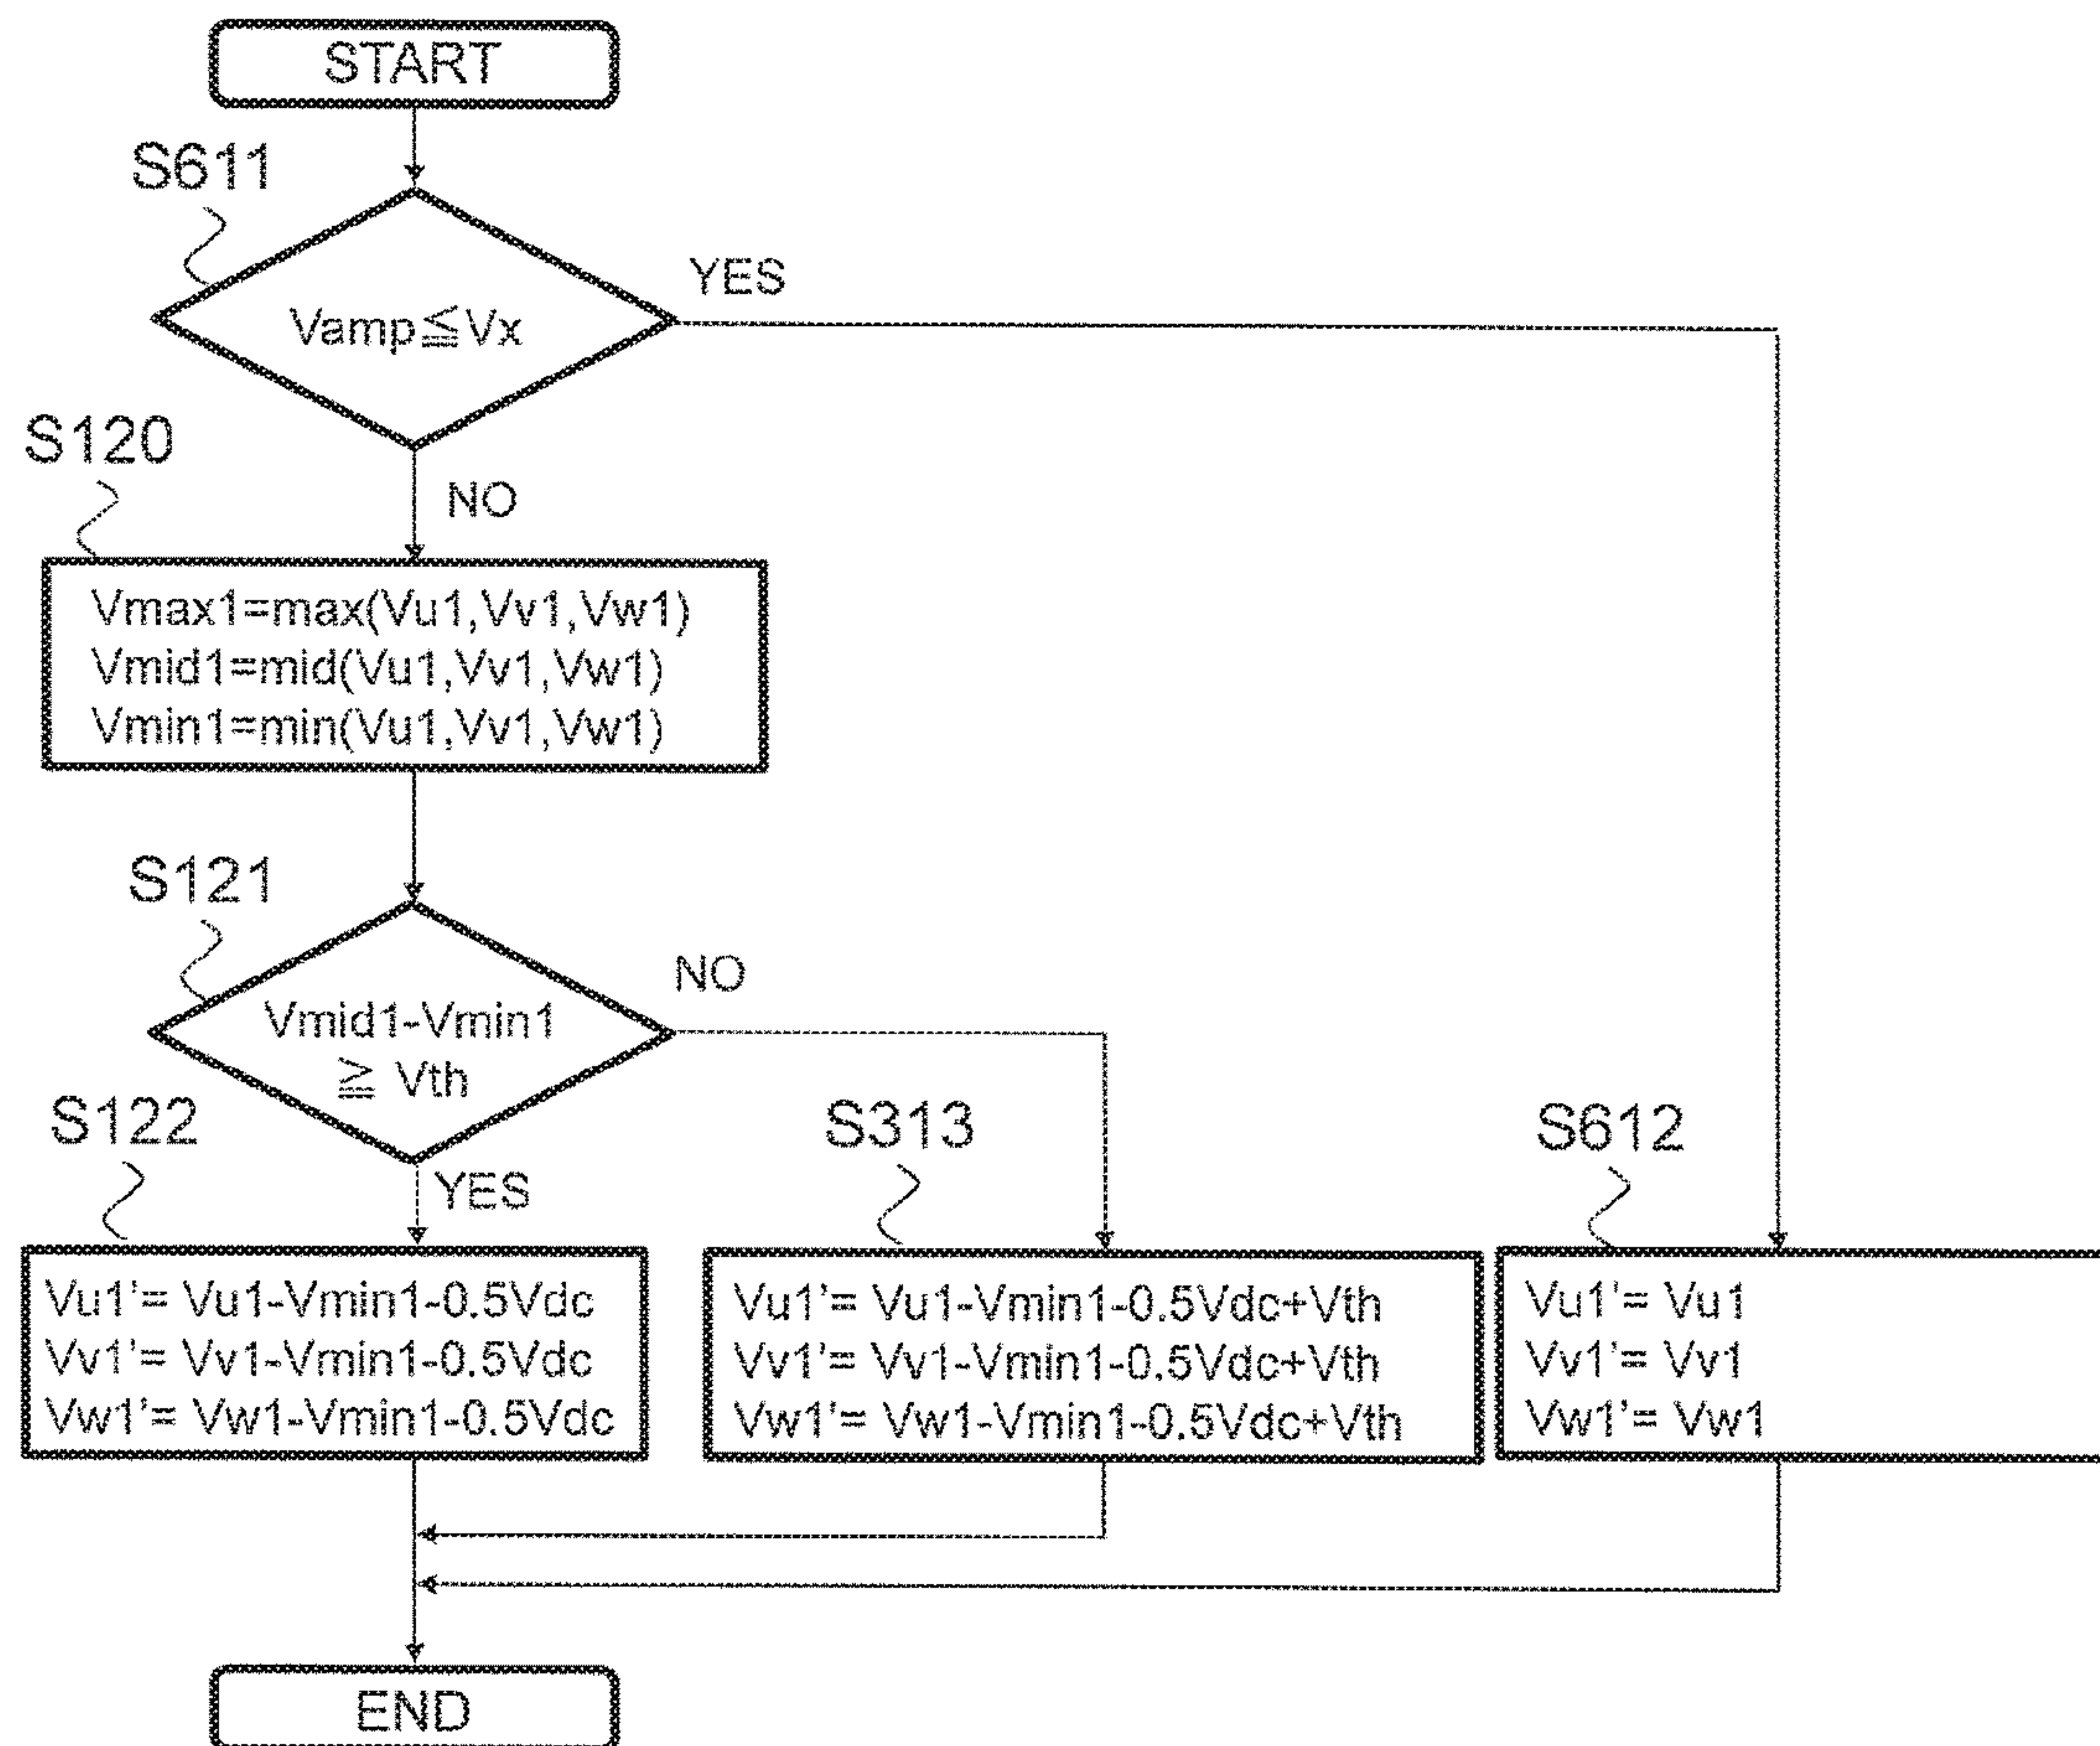 START
S611
Vamp≦Vx
YES
S120
NO
Vmax1=max(Vu1,Vv1,Vw1)
Vmid1=mid(Vu1,Vv1,Vw1)
Vmin1=min(Vu1,Vv1,Vw1)
S121
Vmid1-Vmin1
≧ Vth
NO
YES
S122
Vu1'= Vu1-Vmin1-0.5Vdc
Vv1'= Vv1-Vmin1-0.5Vdc
Vw1'= Vw1-Vmin1-0.5Vdc
S313
Vu1'= Vu1-Vmin1-0.5Vdc+Vth
Vv1'= Vv1-Vmin1-0.5Vdc+Vth
Vw1'= Vw1-Vmin1-0.5Vdc+Vth
S612
Vu1'= Vu1
Vv1'= Vv1
Vw1'= Vw1
END